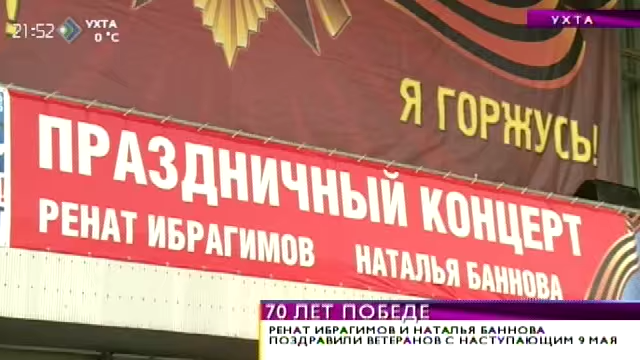 21:52
УХТА
0 °C
УХТА
Я ГОРЖУСЬ!
ПРАЗДНИЧНЫЙ КОНЦЕРТ
РЕНАТ ИБРАГИМОВ НАТАЛЬЯ БАННОВА
70 ЛЕТ ПОБЕДЕ
РЕНАТ ИБРАГИМОВ И НАТАЛЬЯ БАННОВА
ПОЗДРАВИЛИ ВЕТЕРАНОВ С НАСТУПАЮЩИМ 9 МАЯ